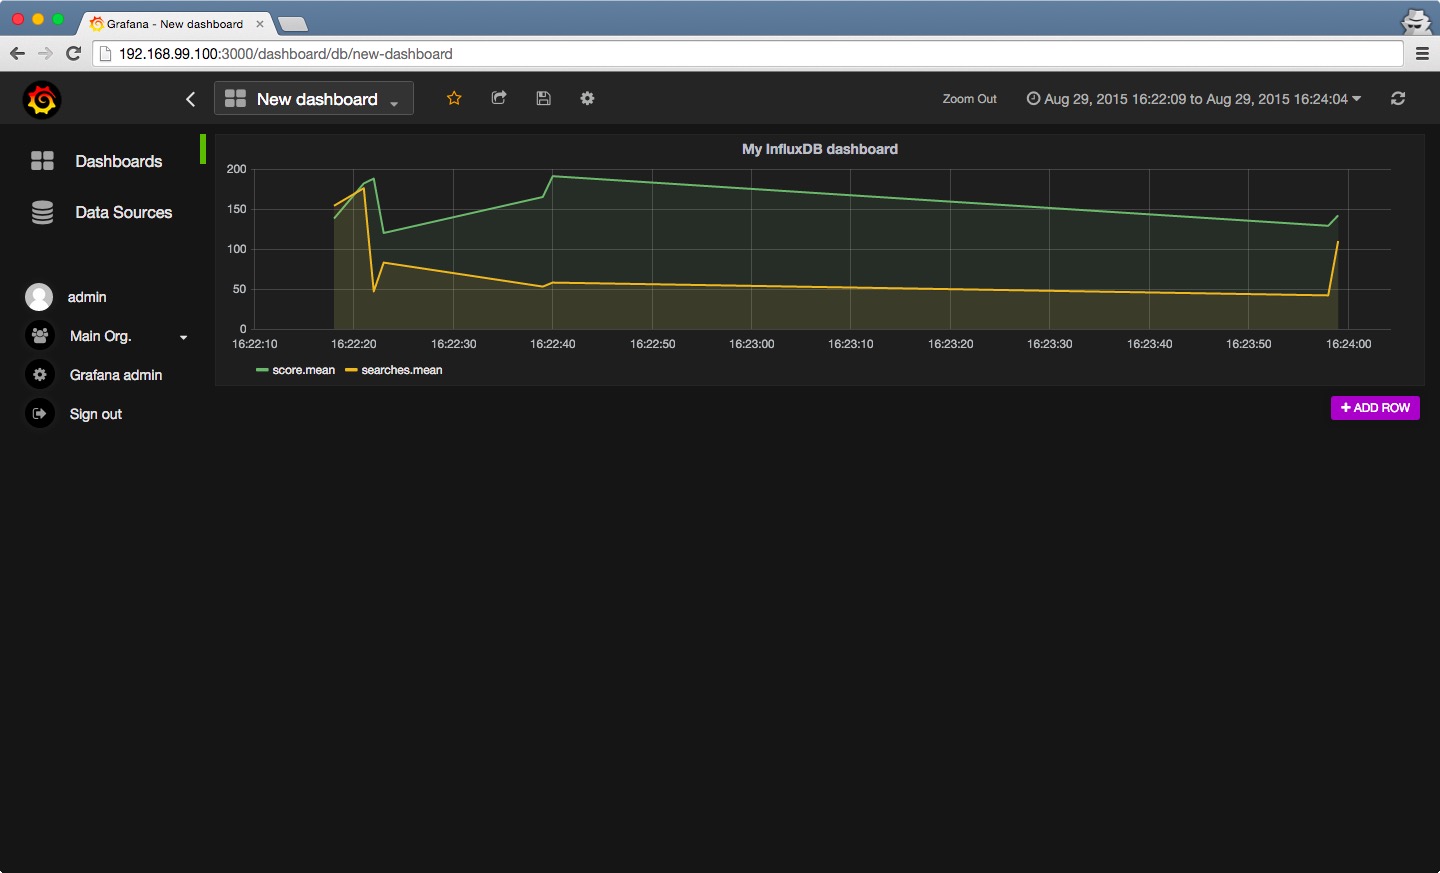 Grafana - New dashboard
192.168.99.100:3000/dashboard/db/new-dashboard
New dashboard
Zoom Out
Aug 29, 2015 16:22:09 to Aug 29, 2015 16:24:04
Dashboards
Data Sources
admin
Main Org.
Grafana admin
Sign out
My InfluxDB dashboard
200
150
100
50
0
16:22:10 16:22:20 16:22:30 16:22:40 16:22:50 16:23:00 16:23:10 16:23:20 16:23:30 16:23:40 16:23:50 16:24:00
score.mean searches.mean
ADD ROW